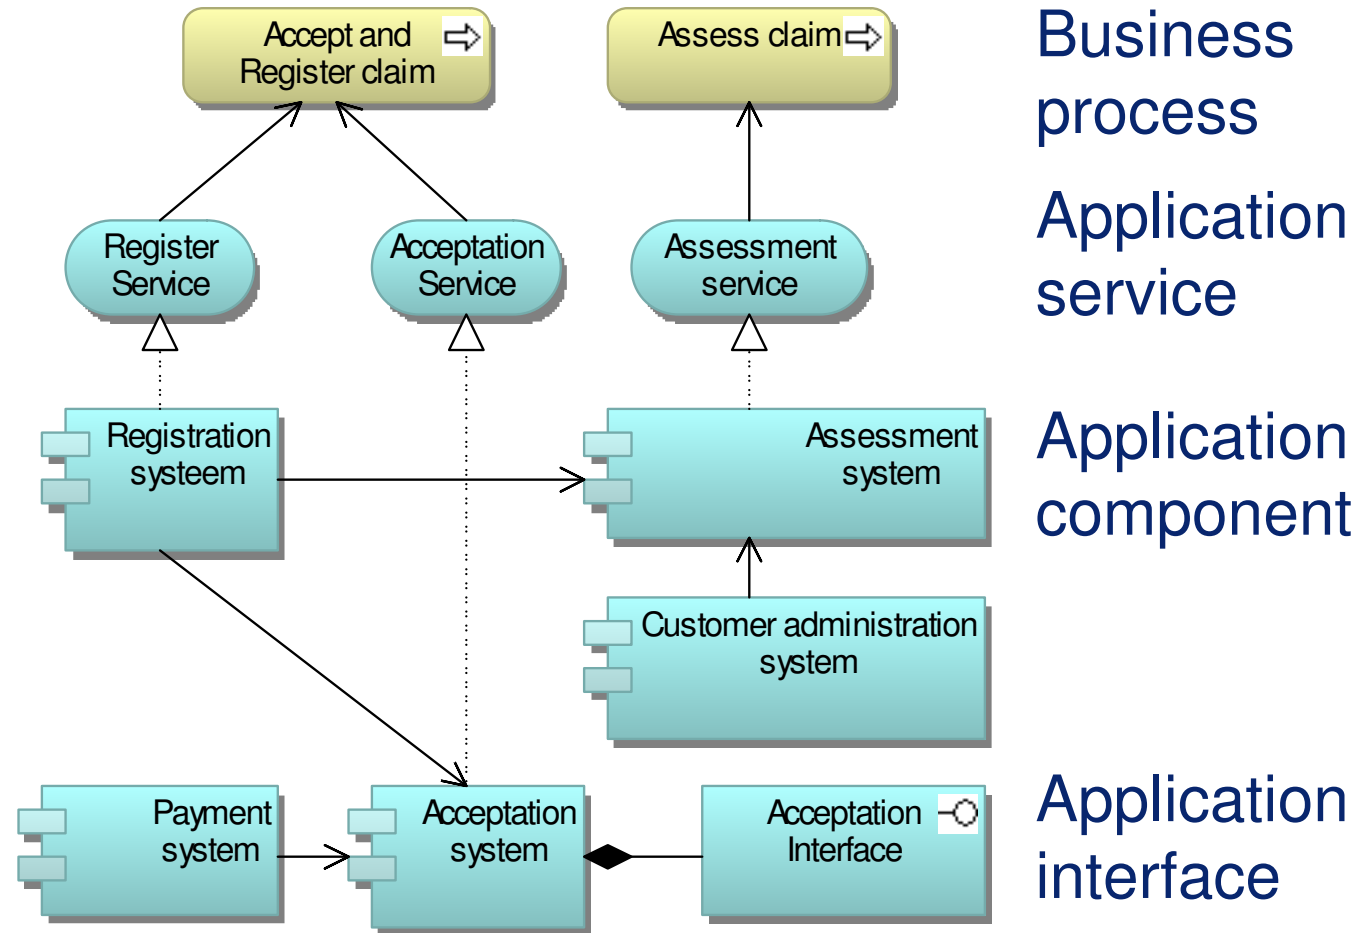 Accept and
Register claim
Assess claim
Business
process
Register
Service
Acceptation
Service
Assessment
service
Application
service
Registration
systeem
Assessment
system
Application
component
Customer administration
system
Payment
system
Acceptation
system
Acceptation
Interface
Application
interface